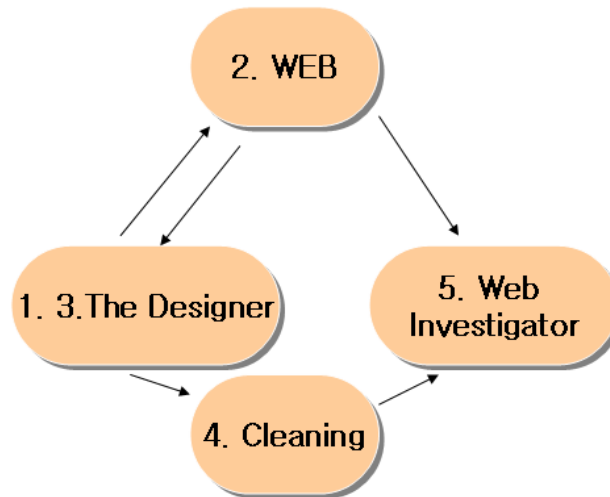 2. WEB
1. 3.The Designer
5. Web
Investigator
4. Cleaning